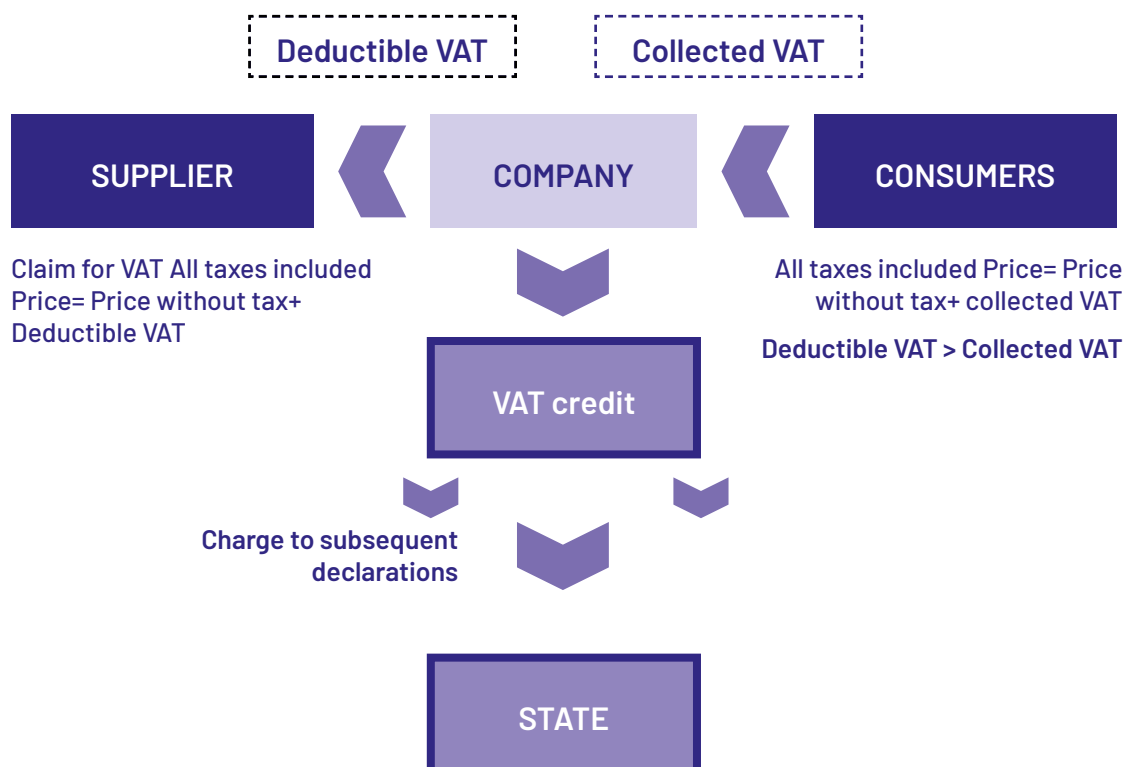 Deductible VAT
Collected VAT
SUPPLIER
COMPANY
CONSUMERS
Claim for VAT All taxes included
Price= Price without tax+
Deductible VAT
All taxes included Price= Price
without tax+ collected VAT
Deductible VAT > Collected VAT
VAT credit
Charge to subsequent
declarations
STATE